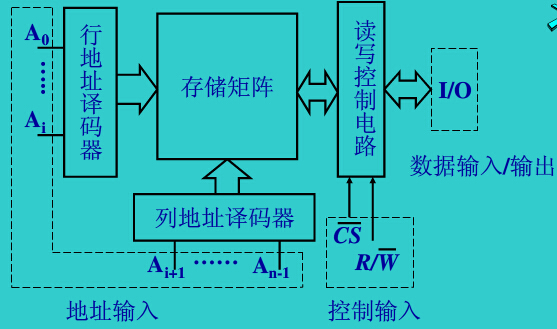 A₀
……
Aᵢ
行地址译码器
存储矩阵
读写控制电路
I/O
数据输入/输出
列地址译码器
Aᵢ₊₁ …… Aₙ₋₁
C̅S̅
R/W̅
地址输入
控制输入